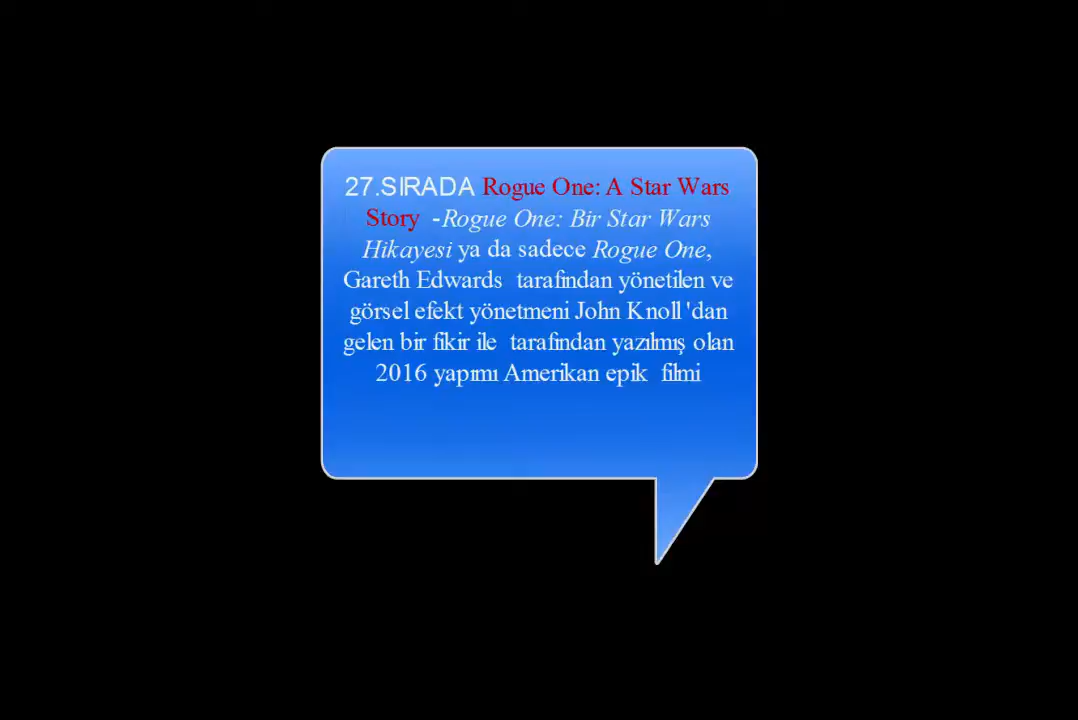 27.SIRADA Rogue One: A Star Wars
Story -Rogue One: Bir Star Wars
Hikayesi ya da sadece Rogue One,
Gareth Edwards tarafından yönetilen ve
görsel efekt yönetmeni John Knoll 'dan
gelen bir fikir ile tarafından yazılmış olan
2016 yapımı Amerikan epik filmi